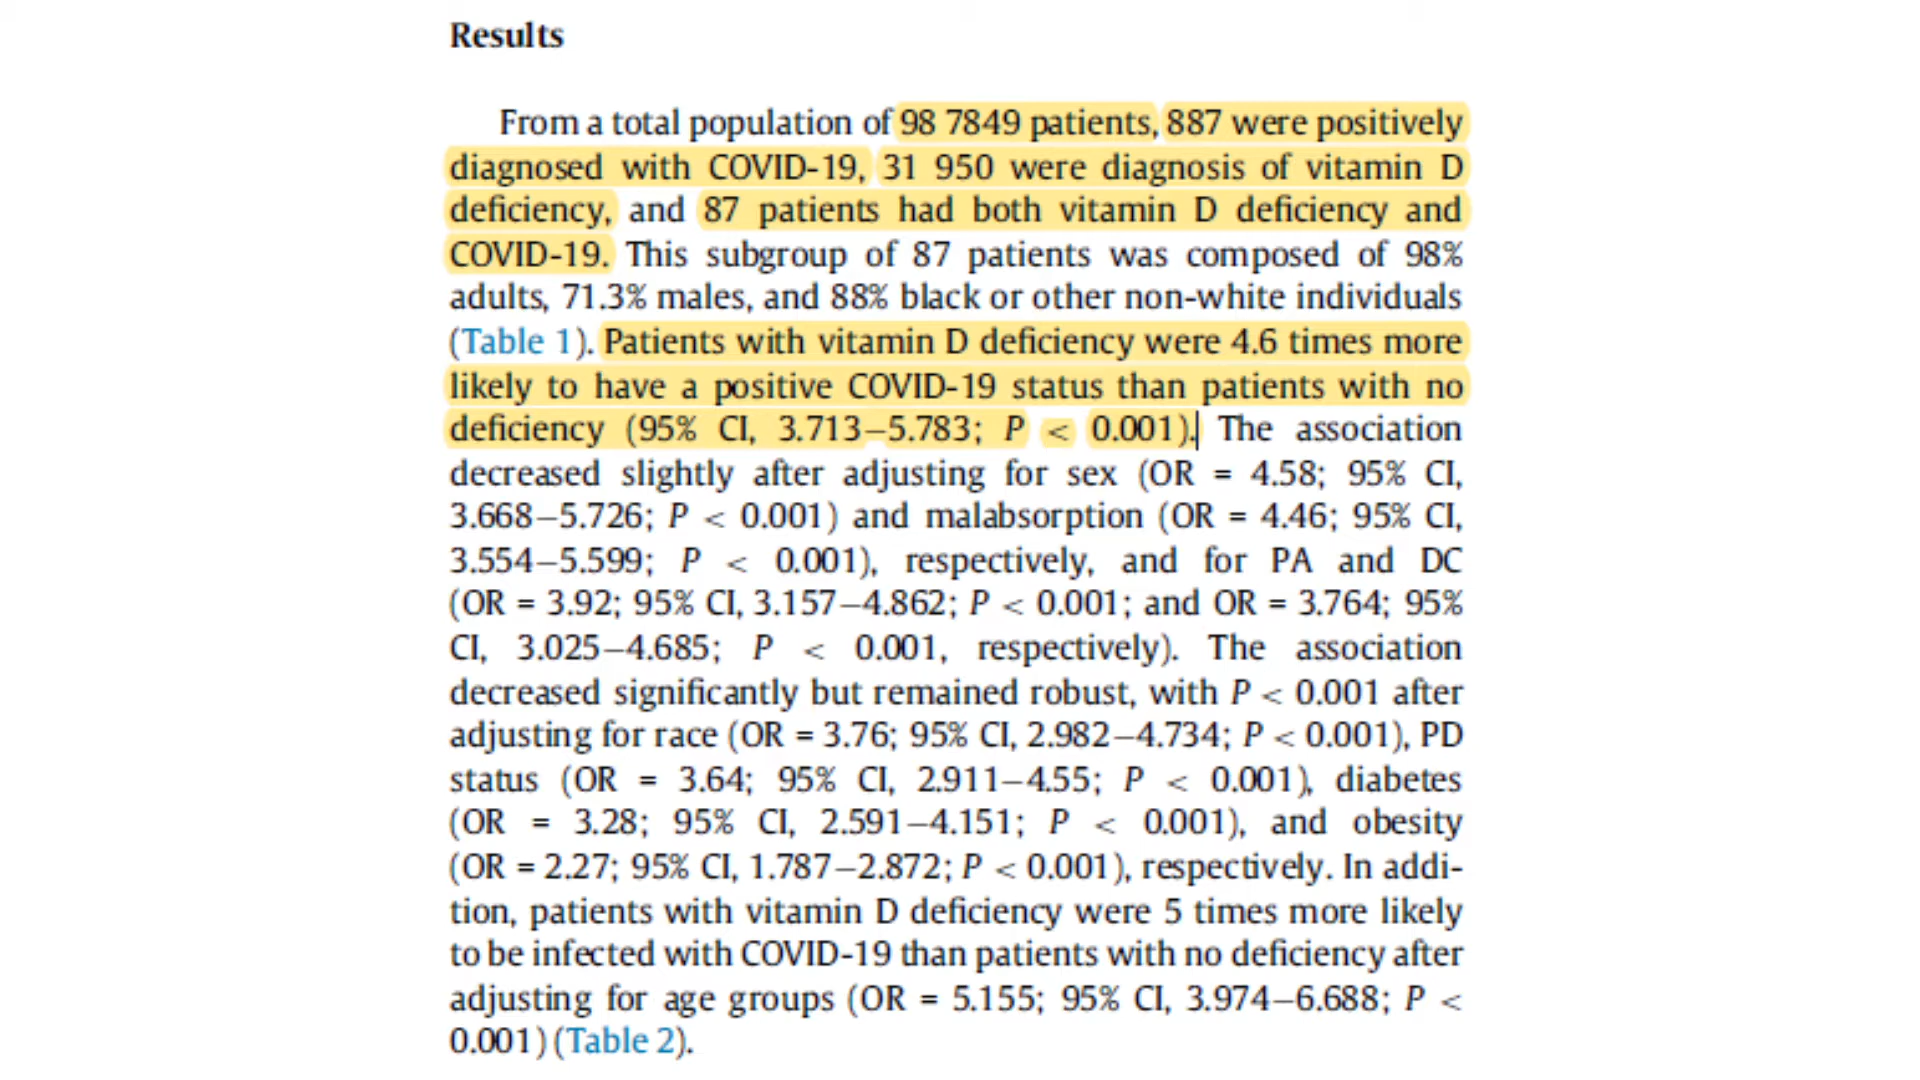 Results
From a total population of 98 7849 patients, 887 were positively
diagnosed with COVID-19, 31 950 were diagnosis of vitamin D
deficiency, and 87 patients had both vitamin D deficiency and
COVID-19. This subgroup of 87 patients was composed of 98%
adults, 71.3% males, and 88% black or other non-white individuals
(Table 1). Patients with vitamin D deficiency were 4.6 times more
likely to have a positive COVID-19 status than patients with no
deficiency (95% CI, 3.713–5.783; P < 0.001). The association
decreased slightly after adjusting for sex (OR = 4.58; 95% CI,
3.668–5.726; P < 0.001) and malabsorption (OR = 4.46; 95% CI,
3.554–5.599; P < 0.001), respectively, and for PA and DC
(OR = 3.92; 95% CI, 3.157–4.862; P < 0.001; and OR = 3.764; 95%
CI, 3.025–4.685; P < 0.001, respectively). The association
decreased significantly but remained robust, with P < 0.001 after
adjusting for race (OR = 3.76; 95% CI, 2.982–4.734; P < 0.001), PD
status (OR = 3.64; 95% CI, 2.911–4.55; P < 0.001), diabetes
(OR = 3.28; 95% CI, 2.591–4.151; P < 0.001), and obesity
(OR = 2.27; 95% CI, 1.787–2.872; P < 0.001), respectively. In addi-
tion, patients with vitamin D deficiency were 5 times more likely
to be infected with COVID-19 than patients with no deficiency after
adjusting for age groups (OR = 5.155; 95% CI, 3.974–6.688; P <
0.001) (Table 2).